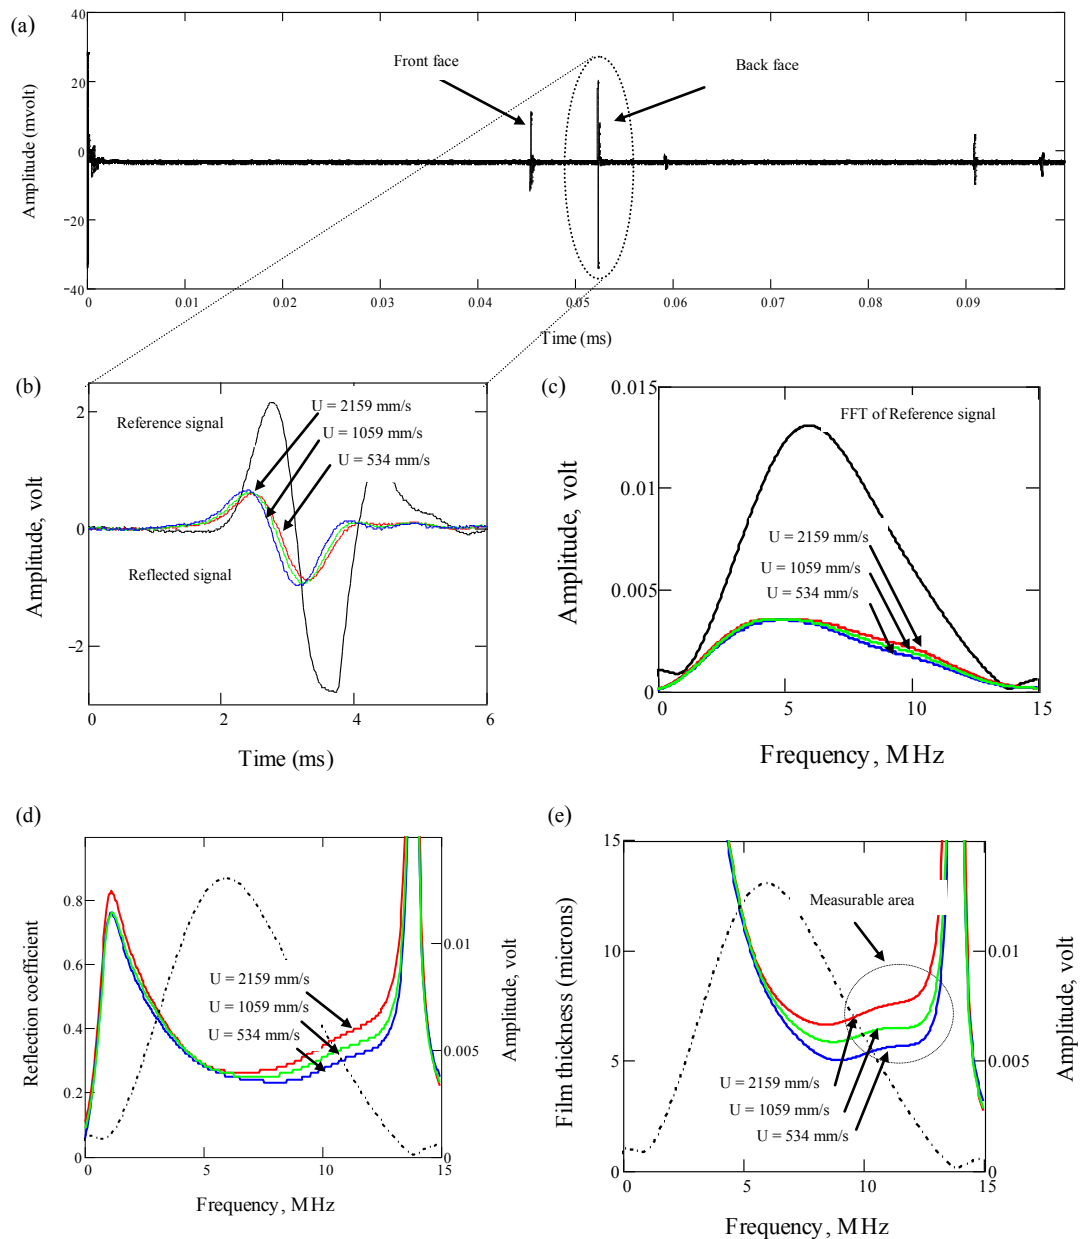 (a)
Amplitude (mvolt)
40
20
0
−20
−40
Front face
Back face
0
0.01
0.02
0.03
0.04
0.05
0.06
0.07
0.08
0.09
Time (ms)
(b)
Amplitude, volt
2
0
−2
Reference signal
U = 2159 mm/s
U = 1059 mm/s
U = 534 mm/s
Reflected signal
0
2
4
6
Time (ms)
(c)
Amplitude, volt
0.015
0.01
0.005
0
FFT of Reference signal
U = 2159 mm/s
U = 1059 mm/s
U = 534 mm/s
0
5
10
15
Frequency, MHz
(d)
Reflection coefficient
0.8
0.6
0.4
0.2
0
U = 2159 mm/s
U = 1059 mm/s
U = 534 mm/s
0.01
0.005
0
Amplitude, volt
0
5
10
15
Frequency, MHz
(e)
Film thickness (microns)
15
10
5
0
Measurable area
U = 2159 mm/s
U = 1059 mm/s
U = 534 mm/s
0.01
0.005
0
Amplitude, volt
0
5
10
15
Frequency, MHz